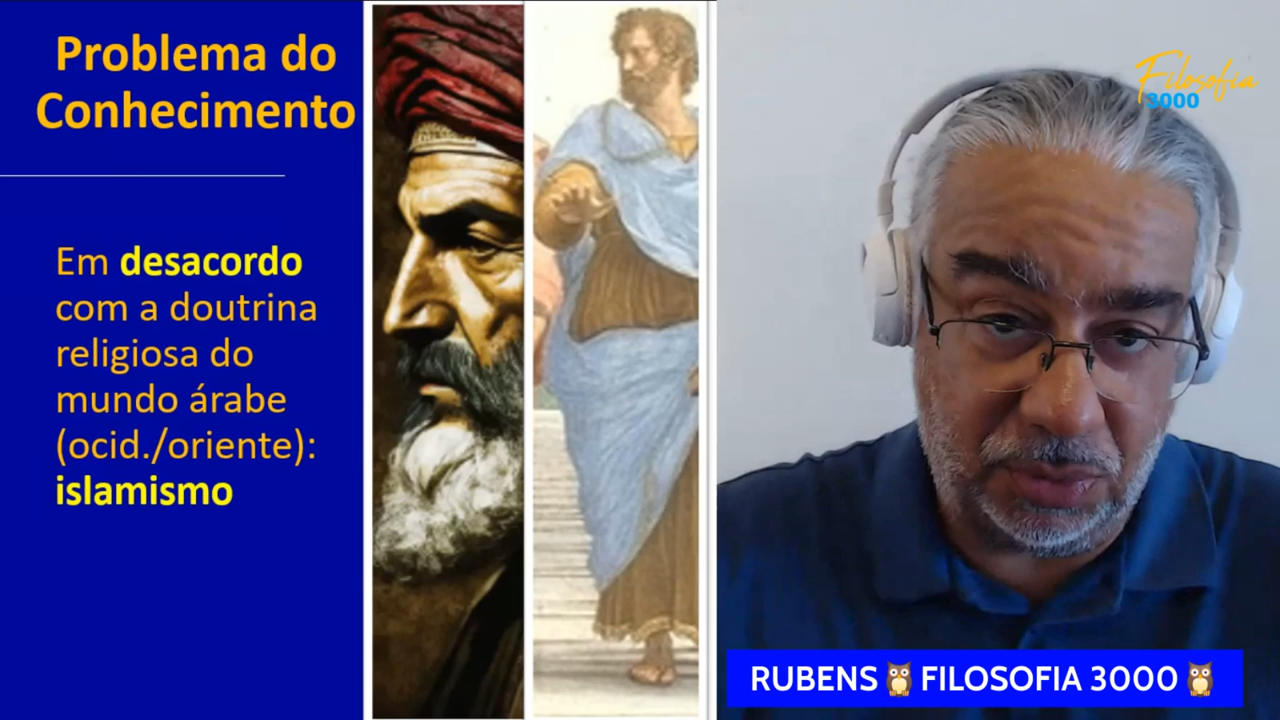 Problema do
Conhecimento
Em desacordo
com a doutrina
religiosa do
mundo árabe
(ocid./oriente):
islamismo
Filosofia
3000
RUBENS🦉FILOSOFIA 3000🦉